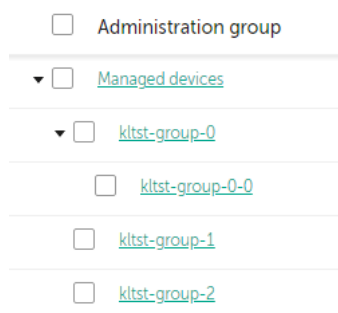 Administration group
Managed devices
kltst-group-0
kltst-group-0-0
kltst-group-1
kltst-group-2